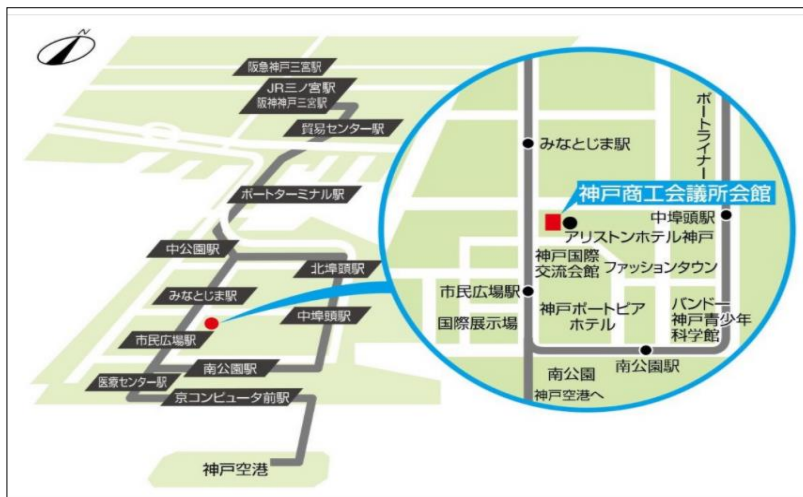 N
阪急神戸三宮駅
JR三ノ宮駅
阪神神戸三宮駅
貿易センター駅
ポートターミナル駅
中公園駅
北埠頭駅
みなとじま駅
中埠頭駅
市民広場駅
南公園駅
医療センター駅
京コンピュータ前駅
神戸空港
ポートライナー
みなとじま駅
神戸商工会議所会館
中埠頭駅
アリストンホテル神戸
神戸国際
交流会館
ファッションタウン
市民広場駅
国際展示場
神戸ポートピア
ホテル
バンドー
神戸青少年
科学館
南公園
南公園駅
神戸空港へ